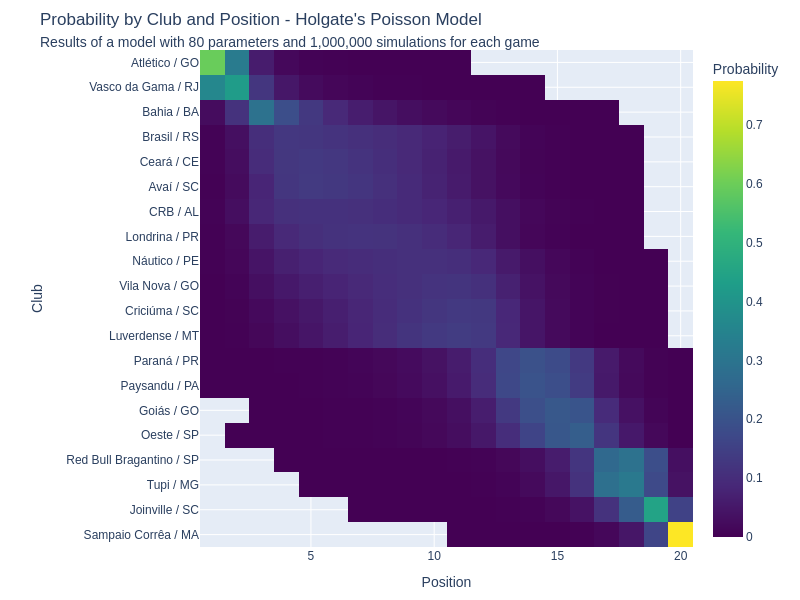 Probability by Club and Position - Holgate's Poisson Model
Results of a model with 80 parameters and 1,000,000 simulations for each game
Probability
Club
Atlético / GO
Vasco da Gama / RJ
Bahia / BA
Brasil / RS
Ceará / CE
Avaí / SC
CRB / AL
Londrina / PR
Náutico / PE
Vila Nova / GO
Criciúma / SC
Luverdense / MT
Paraná / PR
Paysandu / PA
Goiás / GO
Oeste / SP
Red Bull Bragantino / SP
Tupi / MG
Joinville / SC
Sampaio Corrêa / MA
0.7
0.6
0.5
0.4
0.3
0.2
0.1
0
5 10 15 20
Position